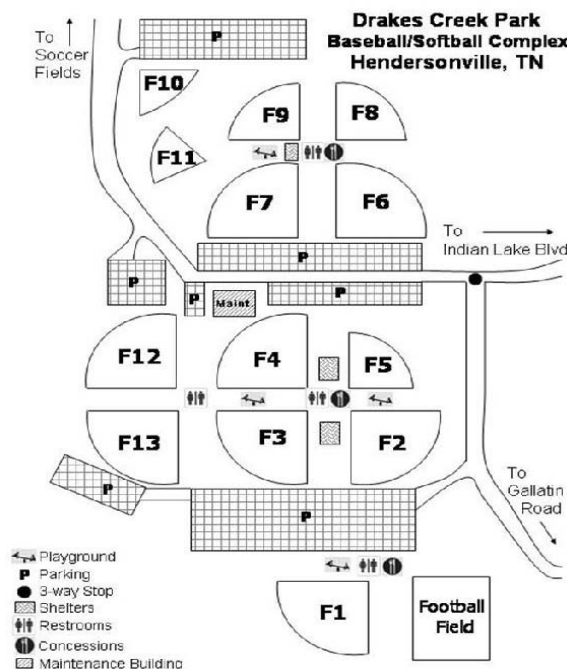 Drakes Creek Park
Baseball/Softball Complex
Hendersonville, TN
To
Soccer
Fields
P
F10
F9
F8
F11
F7
F6
To
Indian Lake Blvd
P
P
P
P
Maint
F12
F4
F5
F13
F3
F2
P
P
To
Gallatin
Road
Playground
P Parking
3-way Stop
Shelters
Restrooms
Concessions
Maintenance Building
F1
Football
Field